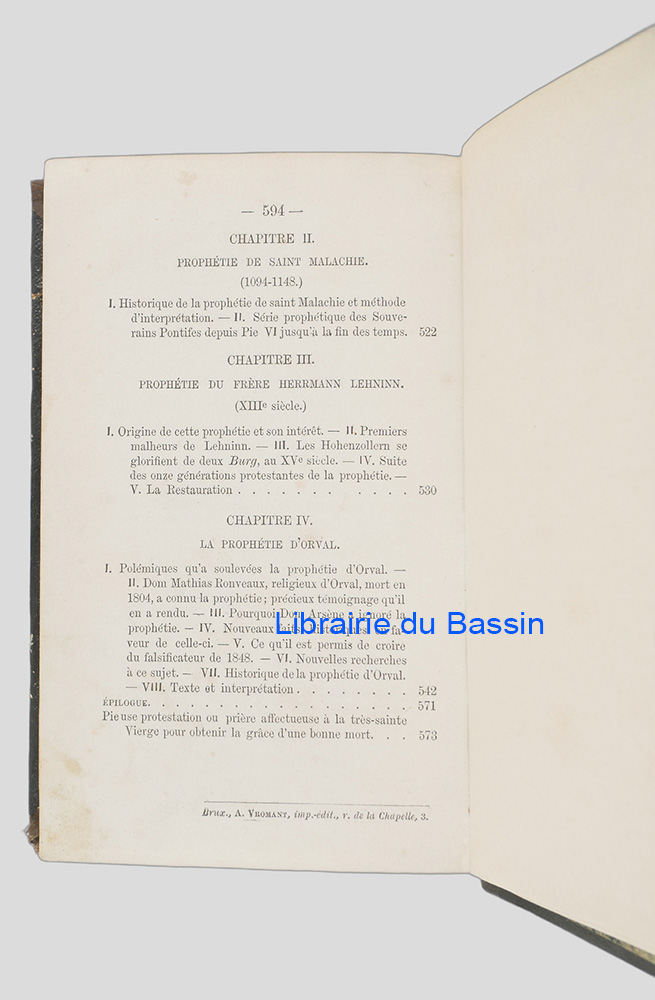 — 594 —
CHAPITRE II.
PROPHÉTIE DE SAINT MALACHIE.
(1094-1148.)
I. Historique de la prophétie de saint Malachie et méthode
d'interprétation. — II. Série prophétique des Souve-
rains Pontifes depuis Pie VI jusqu'à la fin des temps. 522
CHAPITRE III.
PROPHÉTIE DU FRÈRE HERRMANN LEHNINN.
(XIIIe siècle.)
I. Origine de cette prophétie et son intérêt. — II. Premiers
malheurs de Lehninn. — III. Les Hohenzollern se
glorifient de deux Burg, au XVe siècle. — IV. Suite
des onze générations protestantes de la prophétie. —
V. La Restauration . . . . . . . . . . . 530
CHAPITRE IV.
LA PROPHÉTIE D'ORVAL.
I. Polémiques qu'a soulevées la prophétie d'Orval. —
II. Dom Mathias Ronveaux, religieux d'Orval, mort en
1804, a connu la prophétie; précieux témoignage qu'il
en a rendu. — III. Pourquoi Dom Arsène a ignoré la
prophétie. — IV. Nouveaux faits historiques en fa-
veur de celle-ci. — V. Ce qu'il est permis de croire
du falsificateur de 1848. — VI. Nouvelles recherches
à ce sujet. — VII. Historique de la prophétie d'Orval.
— VIII. Texte et interprétation . . . . . . . . 542
ÉPILOGUE. . . . . . . . . . . . . . . . . . 571
Pieuse protestation ou prière affectueuse à la très-sainte
Vierge pour obtenir la grâce d'une bonne mort. . . 573
Brux., A. VROMANT, imp.-édit., r. de la Chapelle, 3.
Librairie du Bassin